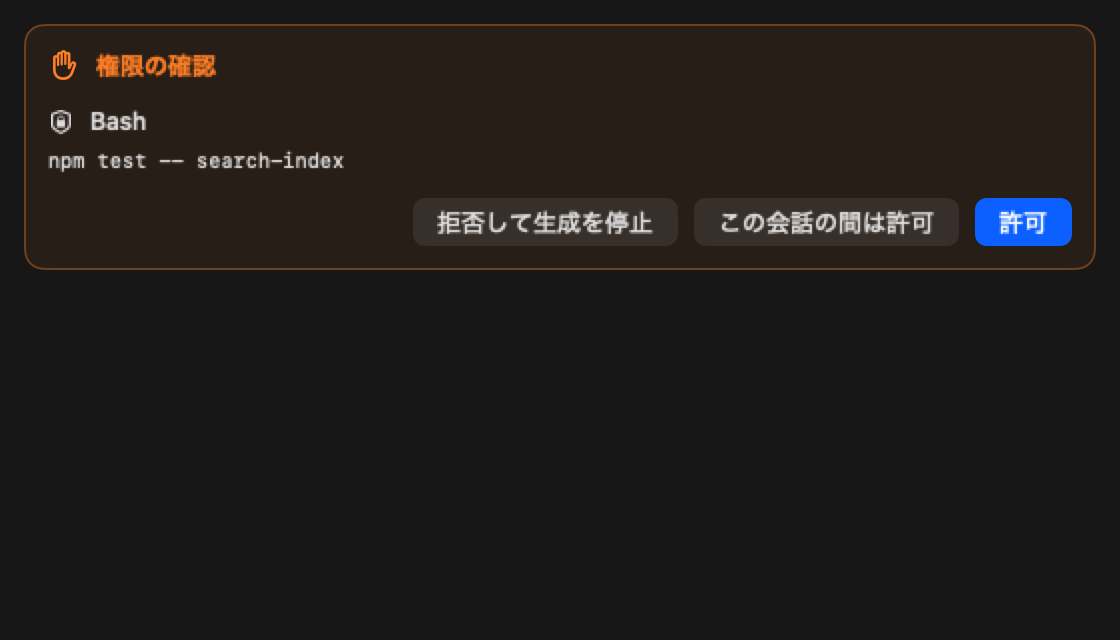 権限の確認
Bash
npm test -- search-index
拒否して生成を停止
この会話の間は許可
許可